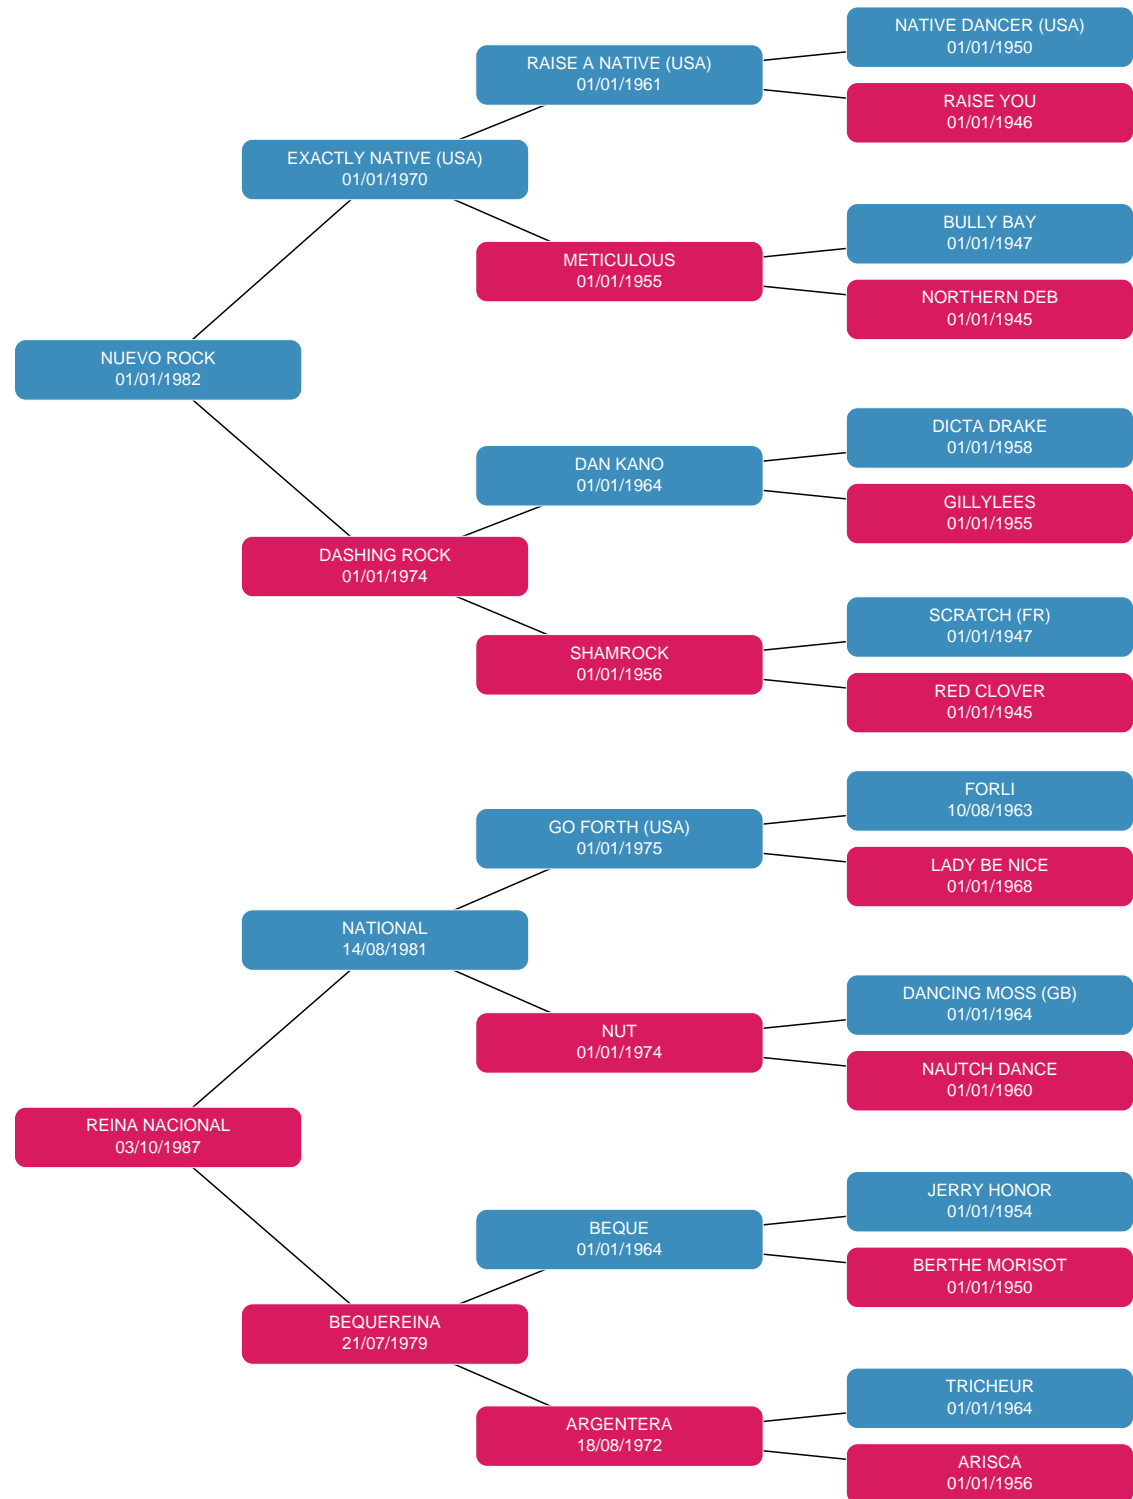 NATIVE DANCER (USA)
01/01/1950
RAISE A NATIVE (USA)
01/01/1961
RAISE YOU
01/01/1946
EXACTLY NATIVE (USA)
01/01/1970
BULLY BAY
01/01/1947
METICULOUS
01/01/1955
NORTHERN DEB
01/01/1945
NUEVO ROCK
01/01/1982
DICTA DRAKE
01/01/1958
DAN KANO
01/01/1964
GILLYLEES
01/01/1955
DASHING ROCK
01/01/1974
SCRATCH (FR)
01/01/1947
SHAMROCK
01/01/1956
RED CLOVER
01/01/1945
FORLI
10/08/1963
GO FORTH (USA)
01/01/1975
LADY BE NICE
01/01/1968
NATIONAL
14/08/1981
DANCING MOSS (GB)
01/01/1964
NUT
01/01/1974
NAUTCH DANCE
01/01/1960
REINA NACIONAL
03/10/1987
JERRY HONOR
01/01/1954
BEQUE
01/01/1964
BERTHE MORISOT
01/01/1950
BEQUEREINA
21/07/1979
TRICHEUR
01/01/1964
ARGENTERA
18/08/1972
ARISCA
01/01/1956